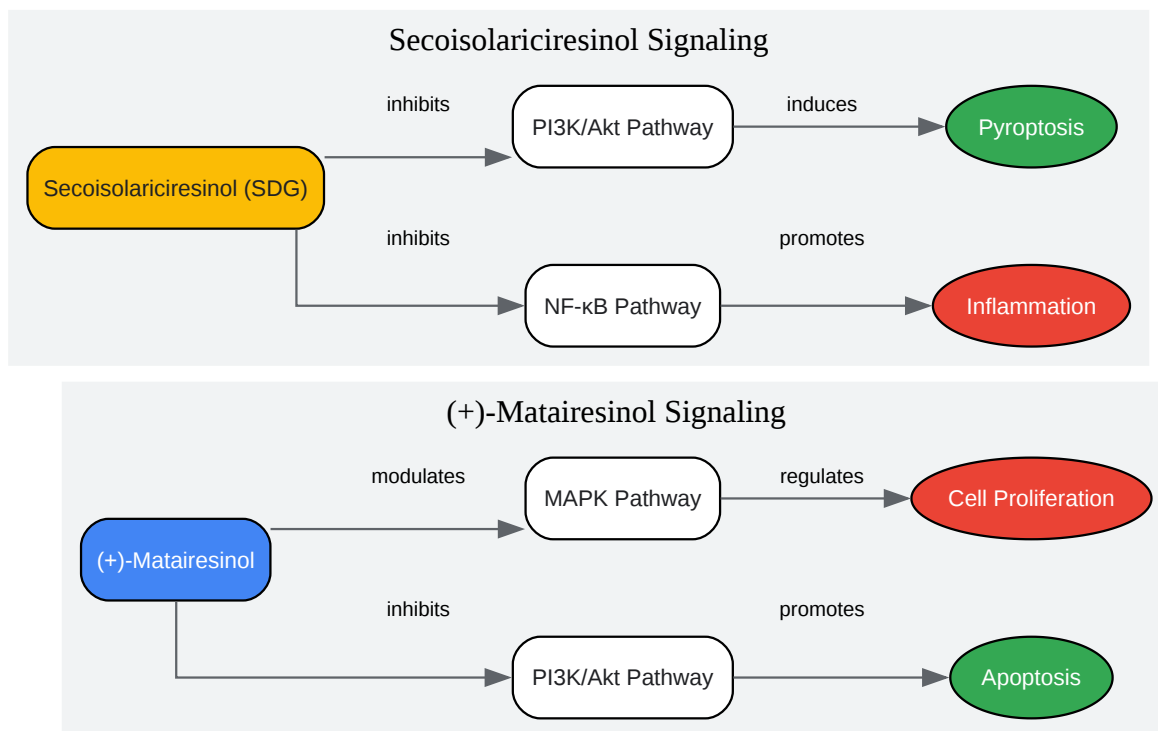 Secoisolariciresinol Signaling
inhibits
PI3K/Akt Pathway
induces
Pyroptosis
Secoisolariciresinol (SDG)
inhibits
promotes
NF-κB Pathway
Inflammation
(+)-Matairesinol Signaling
modulates
MAPK Pathway
regulates
Cell Proliferation
(+)-Matairesinol
inhibits
promotes
PI3K/Akt Pathway
Apoptosis